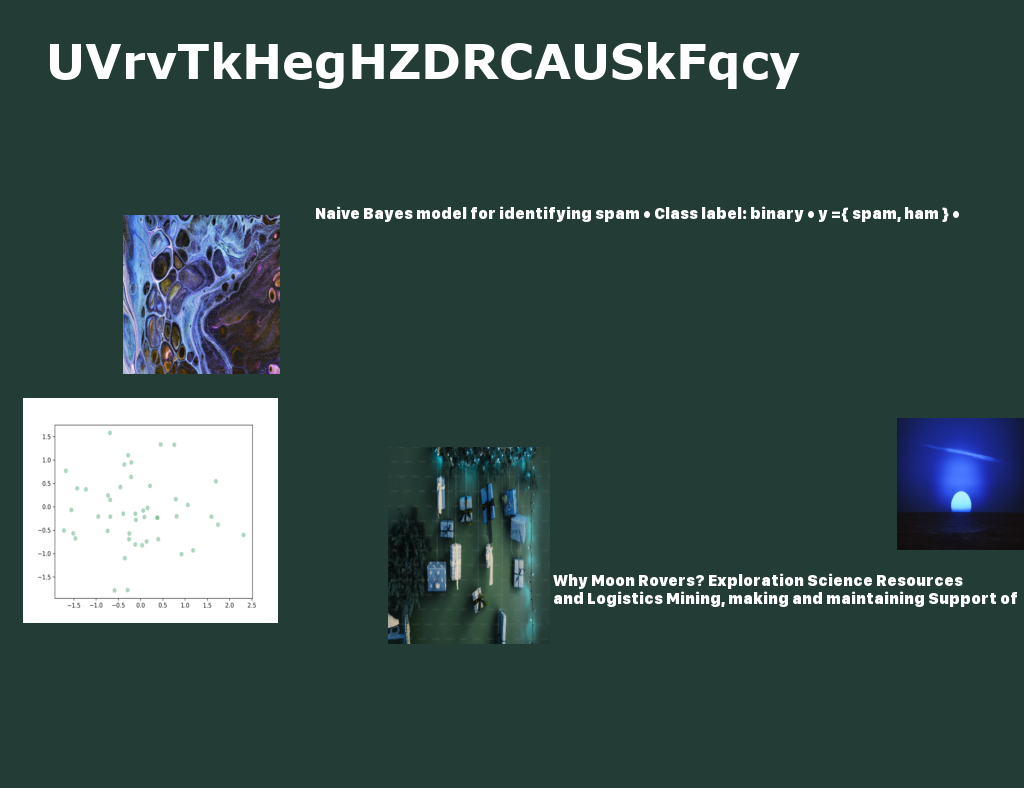 UVrvTkHegHZDRCAUSkFqcy
Naive Bayes model for identifying spam • Class label: binary • y ={ spam, ham } •
1.5
1.0
0.5
0.0
−0.5
−1.0
−1.5
−1.5 −1.0 −0.5 0.0 0.5 1.0 1.5 2.0 2.5
Why Moon Rovers? Exploration Science Resources
and Logistics Mining, making and maintaining Support of